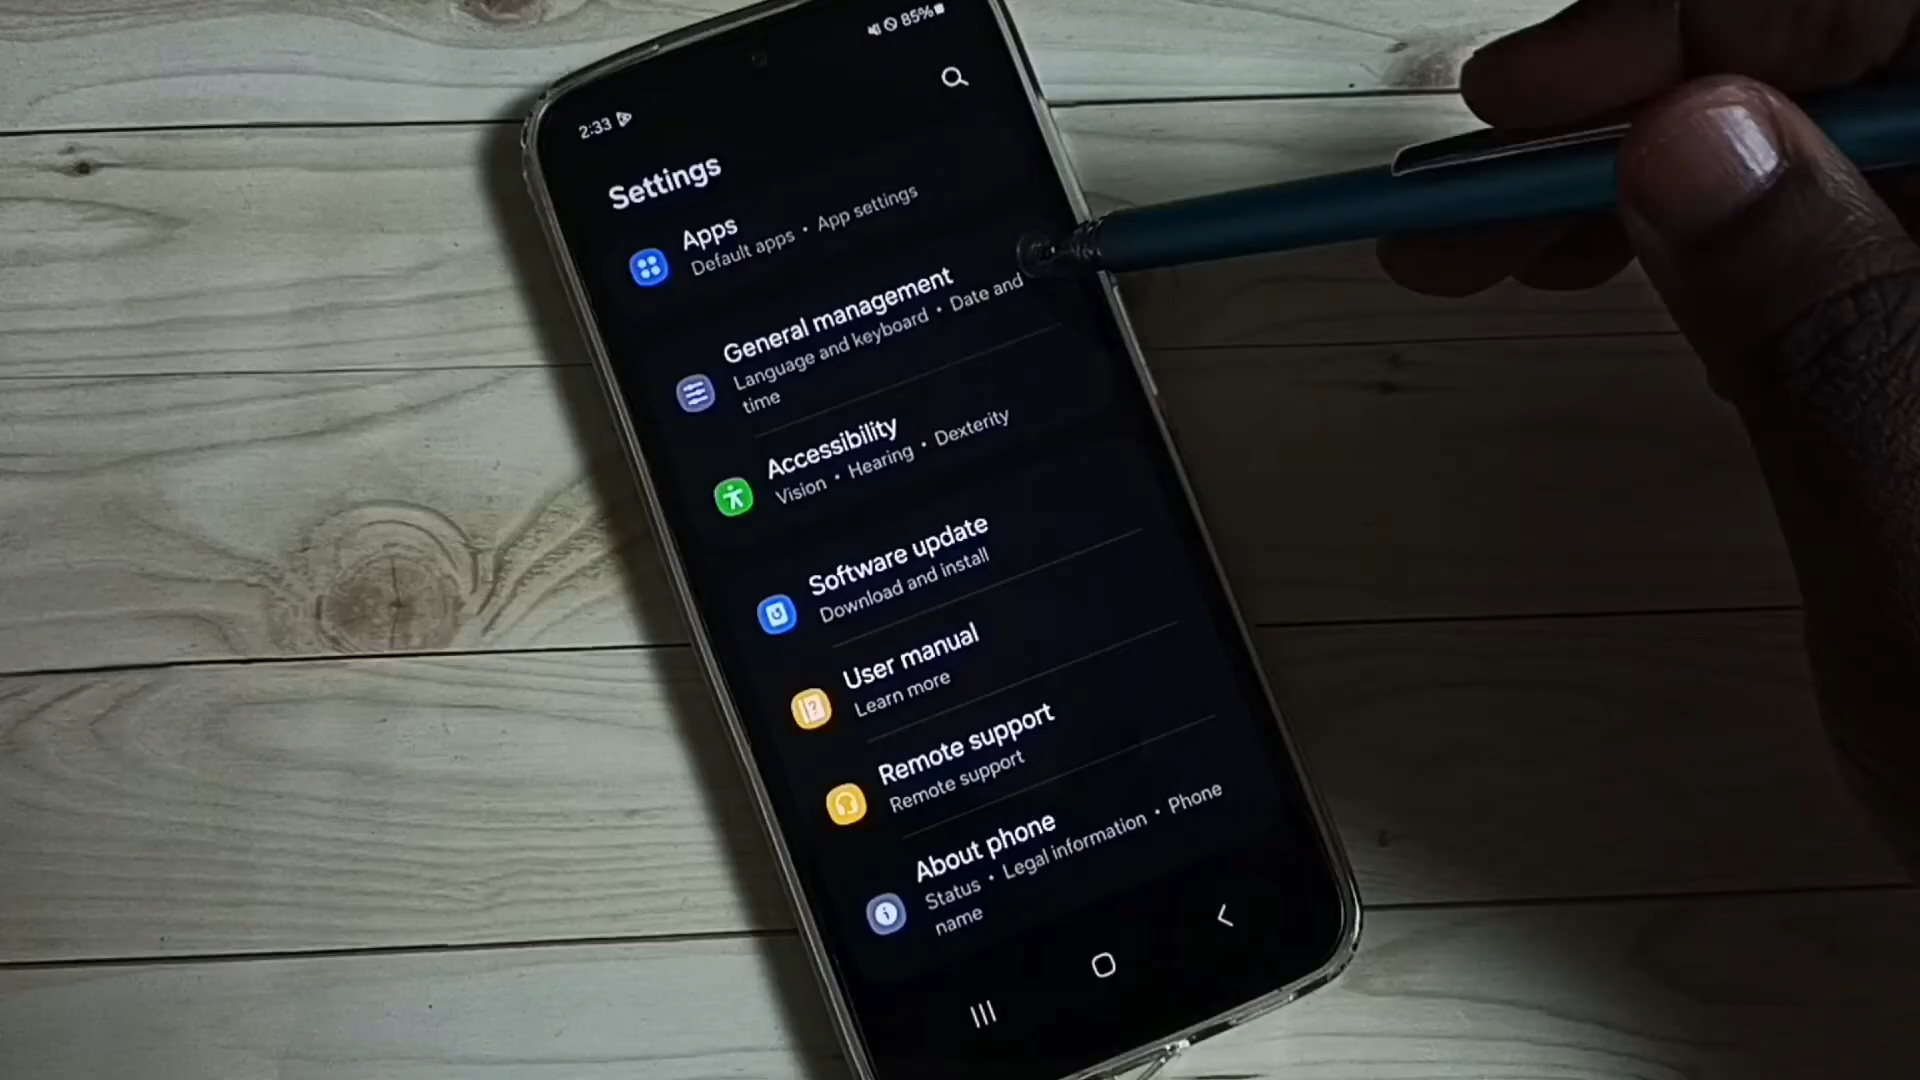 85%
2:33
Settings
Apps
Default apps • App settings
General management
Language and keyboard • Date and
time
Accessibility
Vision • Hearing • Dexterity
Software update
Download and install
User manual
Learn more
Remote support
Remote support
About phone
Status • Legal information • Phone
name